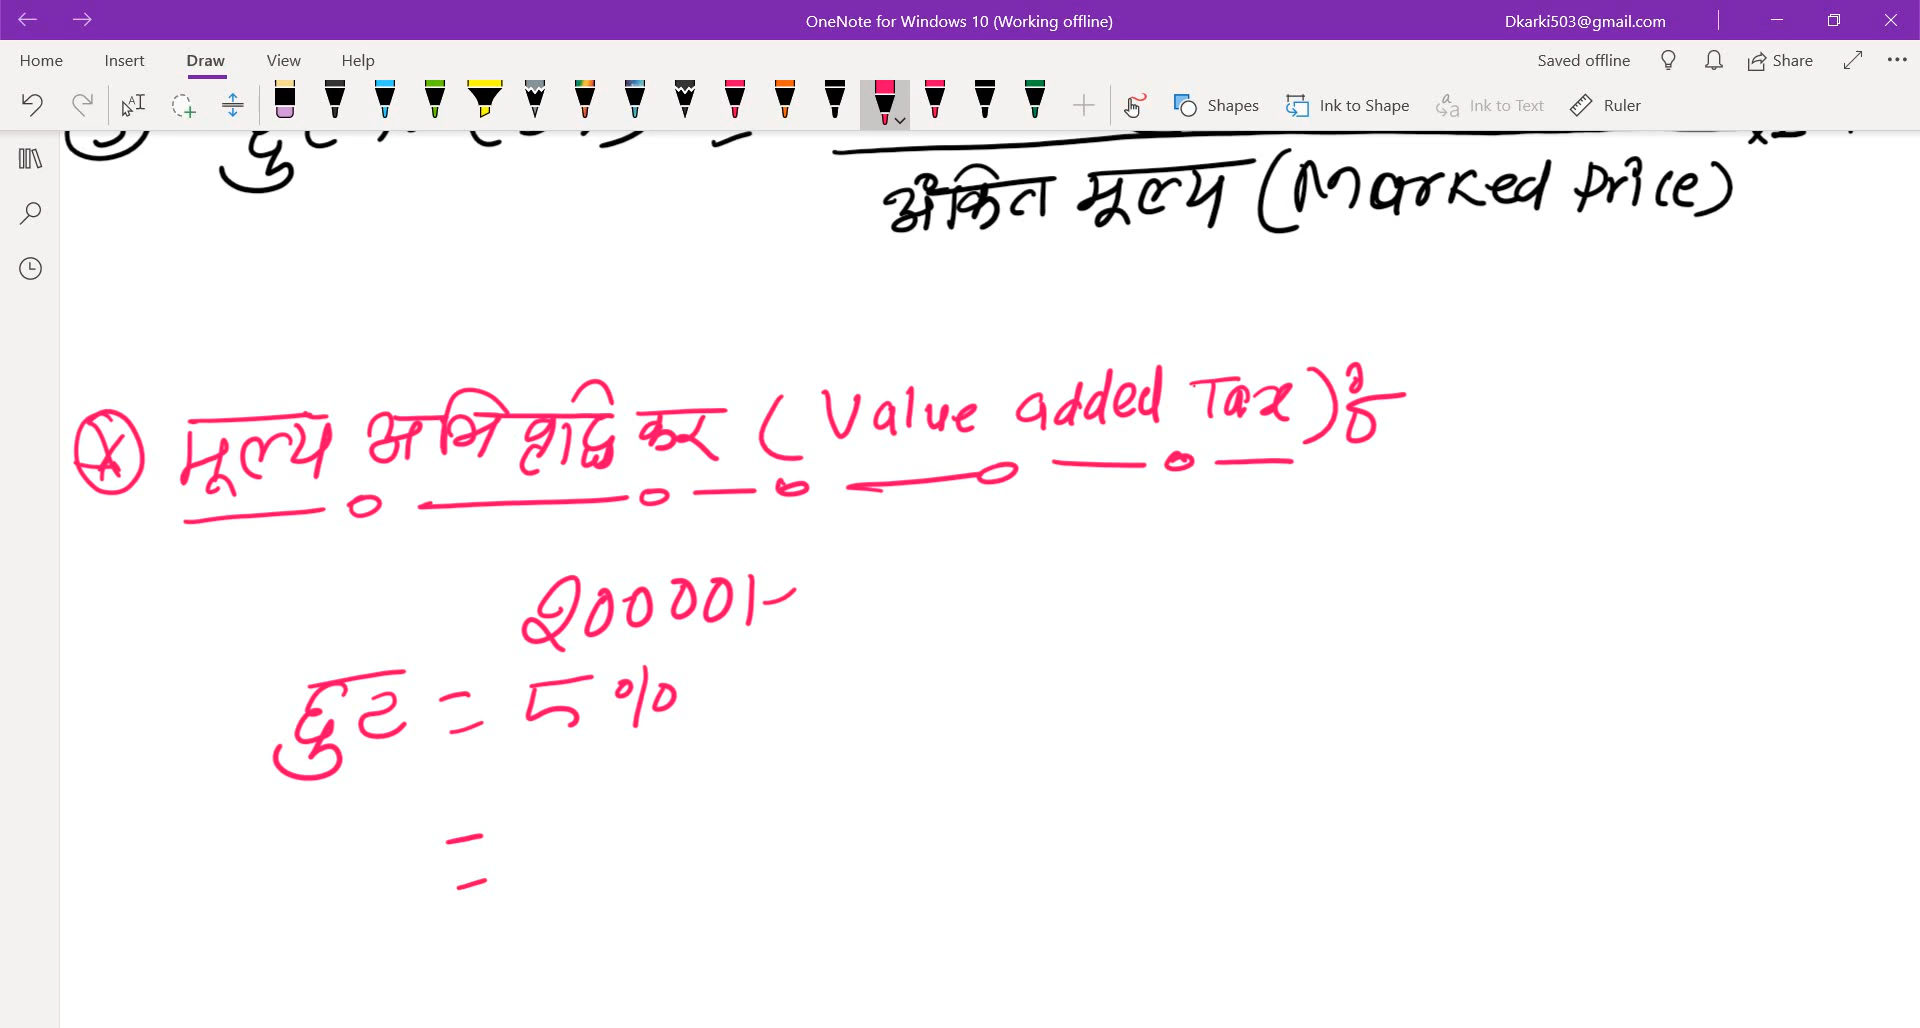 OneNote for Windows 10 (Working offline)
Dkarki503@gmail.com
Home Insert Draw View Help
Saved offline Share
Shapes Ink to Shape Ink to Text Ruler
अंकित मूल्य (Marked Price)
मूल्य अभिवृद्धि कर (Value added Tax)ः
20000/-
छुट = 5%
=